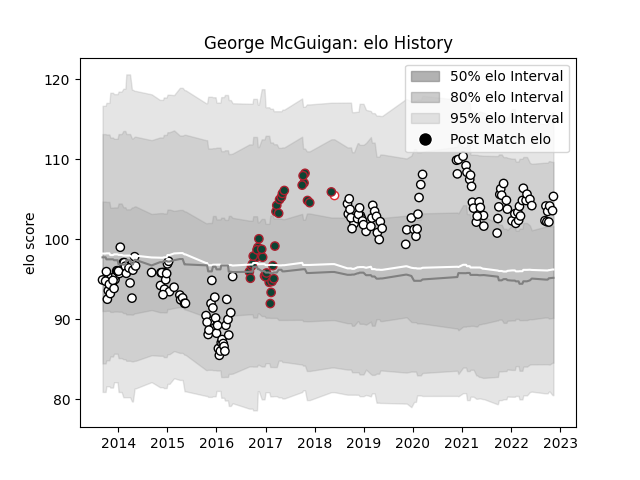 George McGuigan: elo History
50% elo Interval
80% elo Interval
95% elo Interval
Post Match elo
elo score
120
110
100
90
80
2014 2015 2016 2017 2018 2019 2020 2021 2022 2023